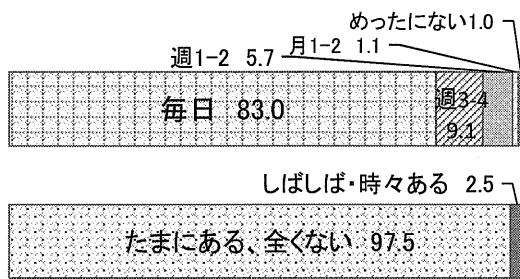 めったにない1.0
週1-2 5.7 月1-2 1.1
毎日 83.0 週3-4
9.1
しばしば・時々ある 2.5
たまにある、全くない 97.5